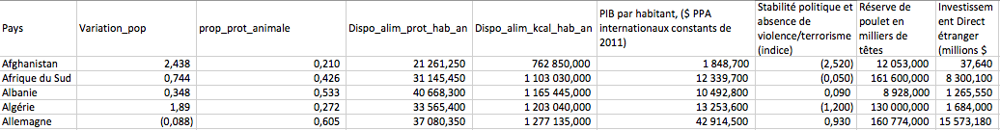 Pays Variation_pop prop_prot_animale Dispo_alim_prot_hab_an Dispo_alim_kcal_hab_an PIB par habitant, ($ PPA internationaux constants de 2011) Stabilité politique et absence de violence/terrorisme (indice) Réserve de poulet en milliers de têtes Investissem ent Direct étranger (millions $
Afghanistan 2,438 0,210 21 261,250 762 850,000 1 848,700 (2,520) 12 053,000 37,640
Afrique du Sud 0,744 0,426 31 145,450 1 103 030,000 12 339,700 (0,050) 161 600,000 8 300,100
Albanie 0,348 0,533 40 668,300 1 165 445,000 10 492,800 0,090 8 928,000 1 265,550
Algérie 1,89 0,272 33 565,400 1 203 040,000 13 253,600 (1,200) 130 000,000 1 684,000
Allemagne (0,088) 0,605 37 080,350 1 277 135,000 42 914,500 0,930 160 774,000 15 573,180